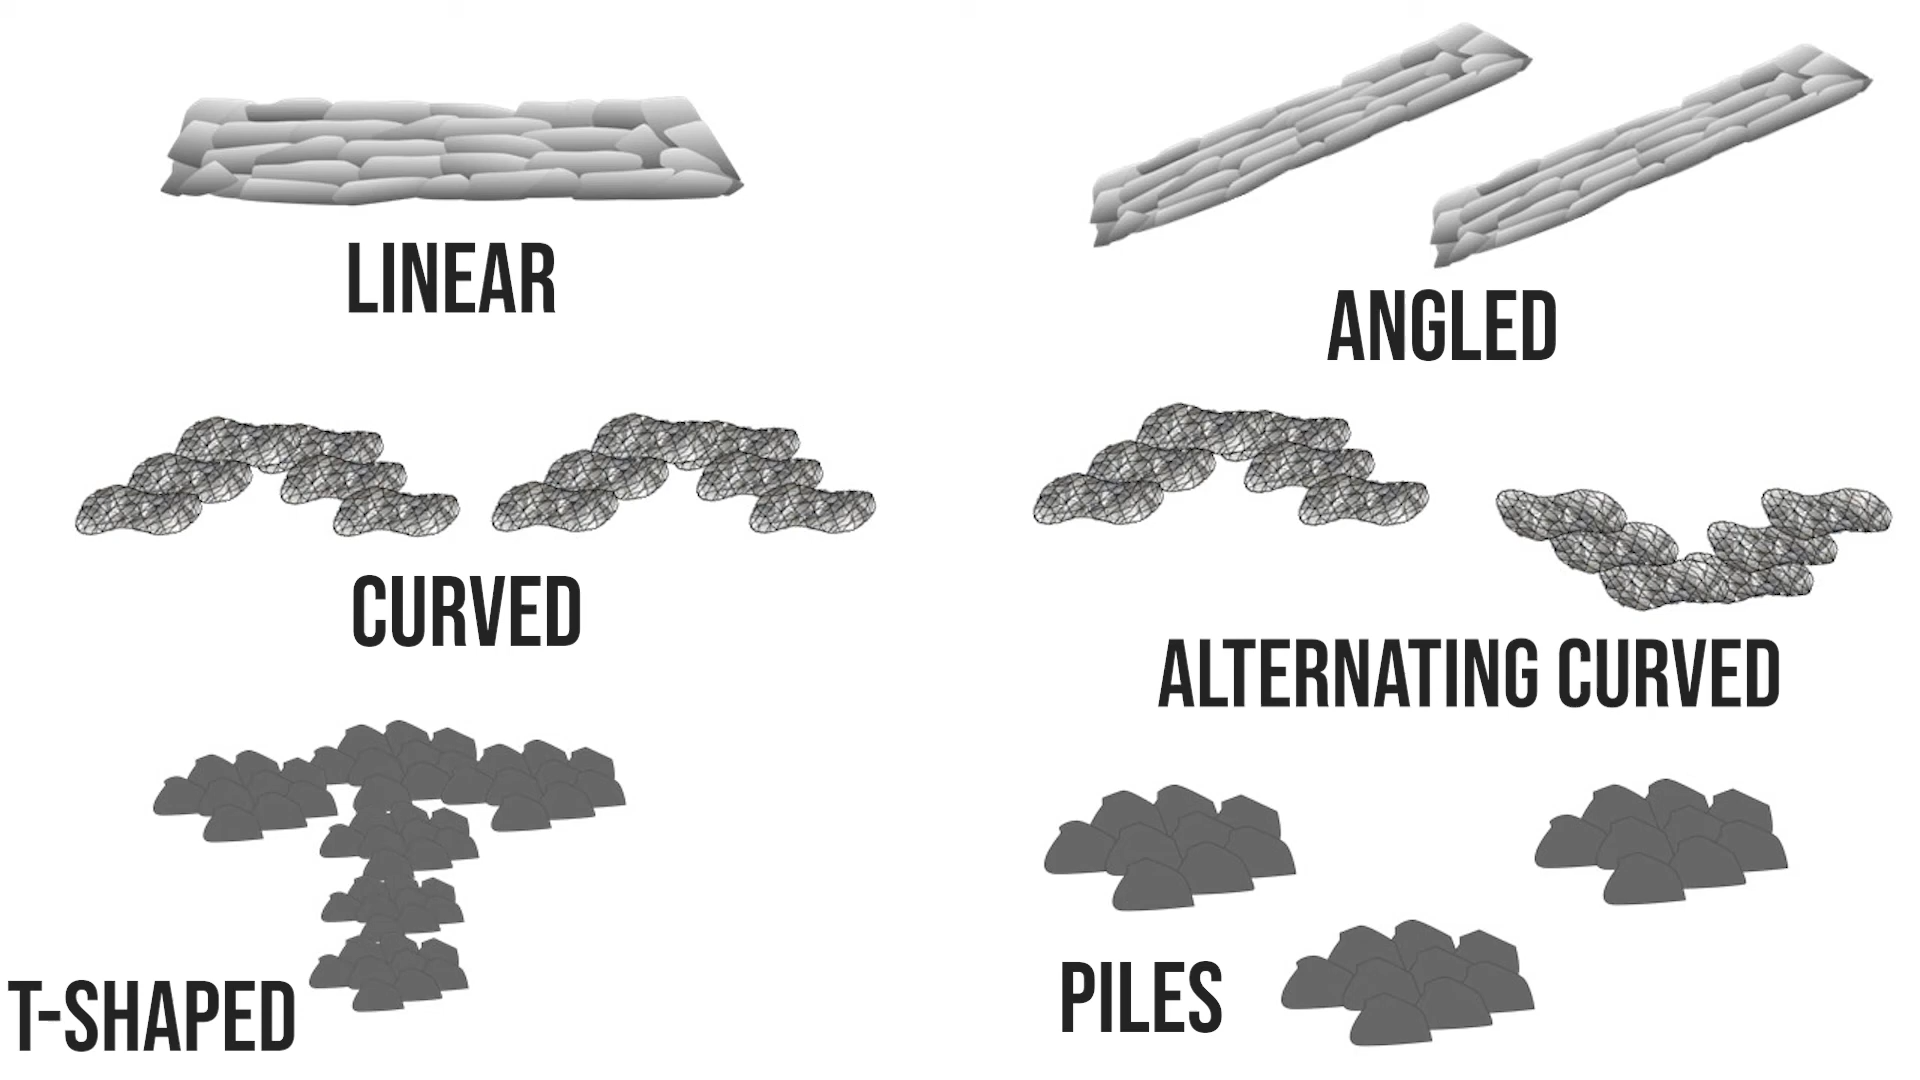 LINEAR
ANGLED
CURVED
ALTERNATING CURVED
T-SHAPED
PILES